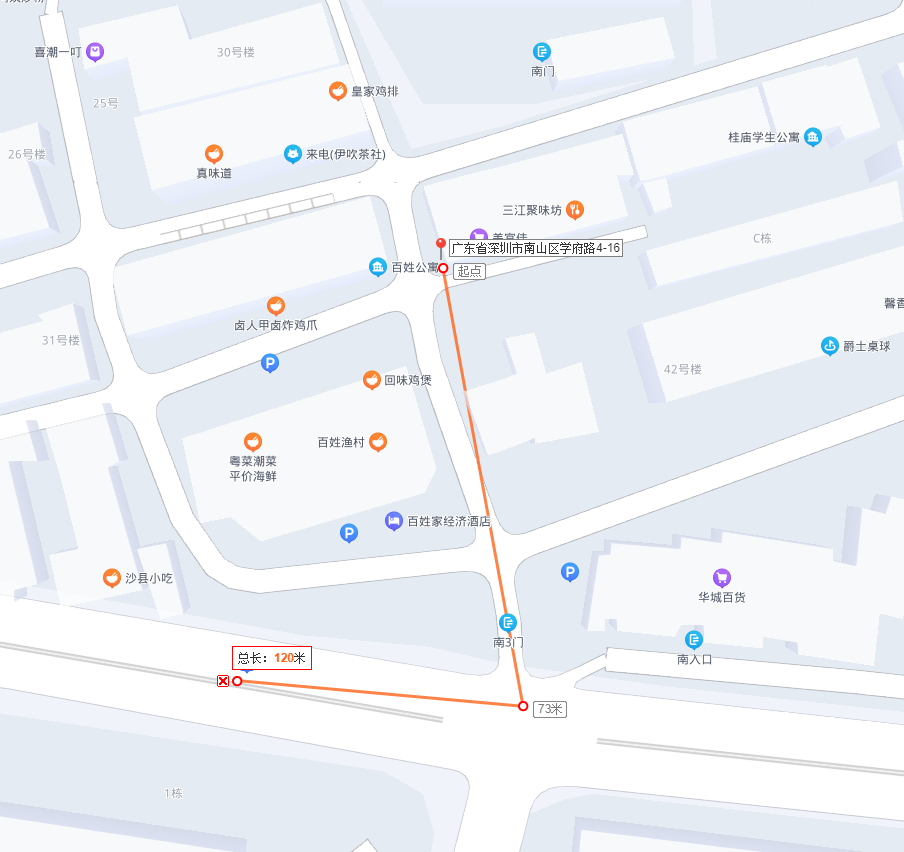 喜潮一叮
30号楼
南门
皇家鸡排
25号
桂庙学生公寓
26号楼
来电(伊吹茶社)
真味道
三江聚味坊
C栋
广东省深圳市南山区学府路4-16
百姓公寓
起点
馨香
卤人甲卤炸鸡爪
31号楼
爵士桌球
P
42号楼
回味鸡煲
百姓渔村
粤菜潮菜
平价海鲜
百姓家经济酒店
P
P
沙县小吃
华城百货
南3门
南入口
总长：120米
73米
1栋